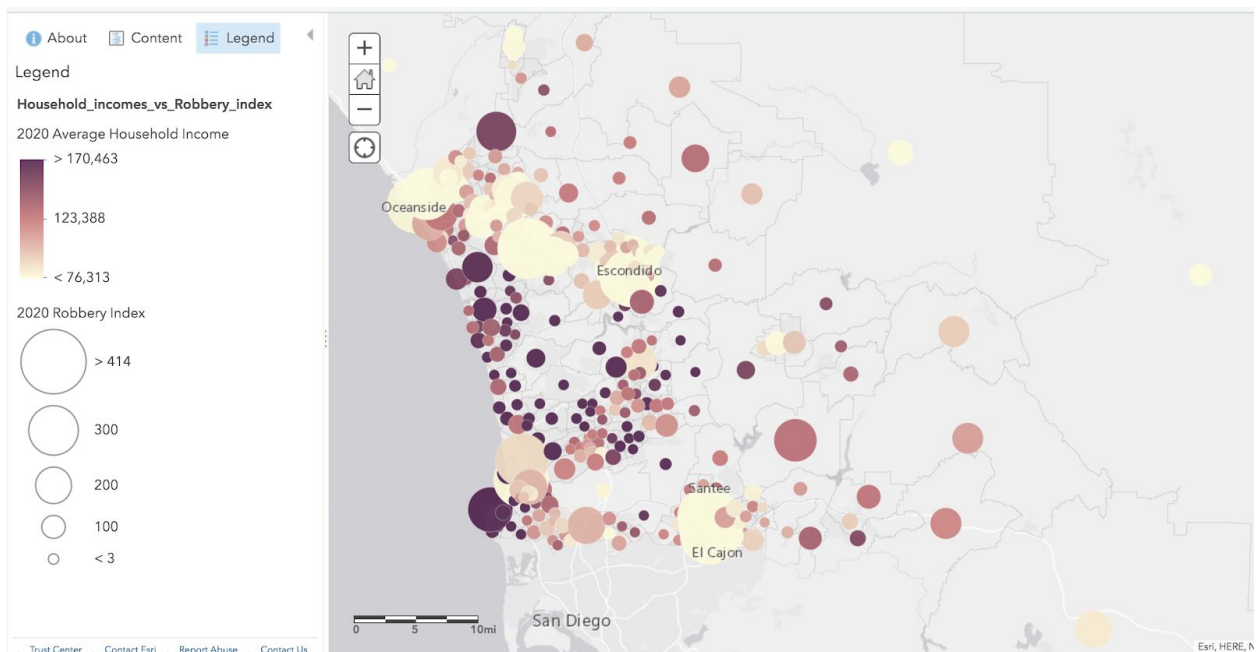 About Content Legend
Legend
Household_incomes_vs_Robbery_index
2020 Average Household Income
> 170,463
123,388
< 76,313
2020 Robbery Index
> 414
300
200
100
< 3
Trust Center Contact Esri Report Abuse Contact Us
+
−
Oceanside
Escondido
Santee
El Cajon
San Diego
0 5 10mi
Esri, HERE, N